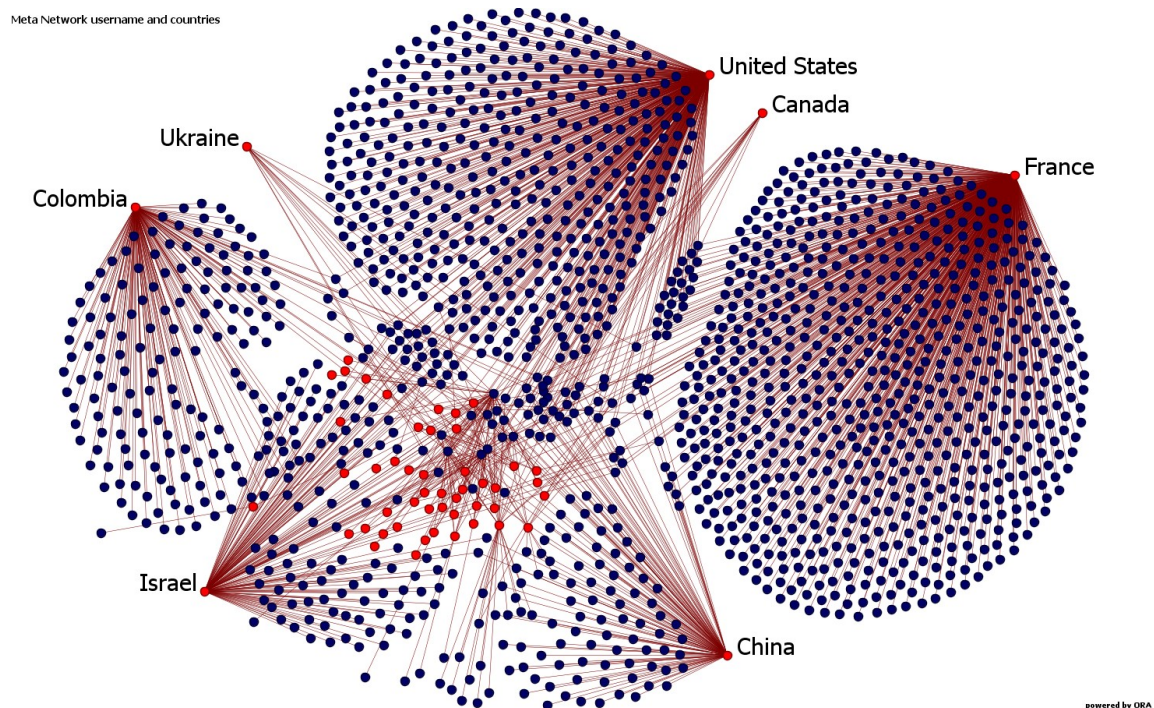 Meta Network username and countries
United States
Canada
Ukraine
France
Colombia
Israel
China
powered by ORA